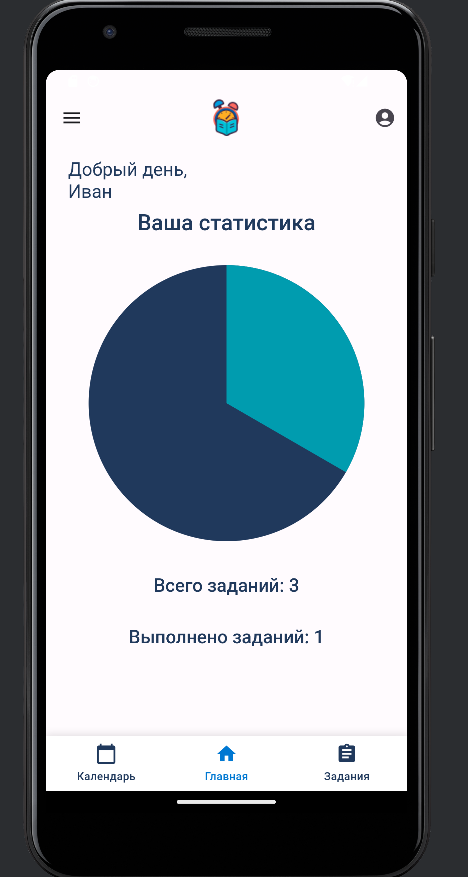 Добрый день,
Иван
Ваша статистика
Всего заданий: 3
Выполнено заданий: 1
Календарь
Главная
Задания